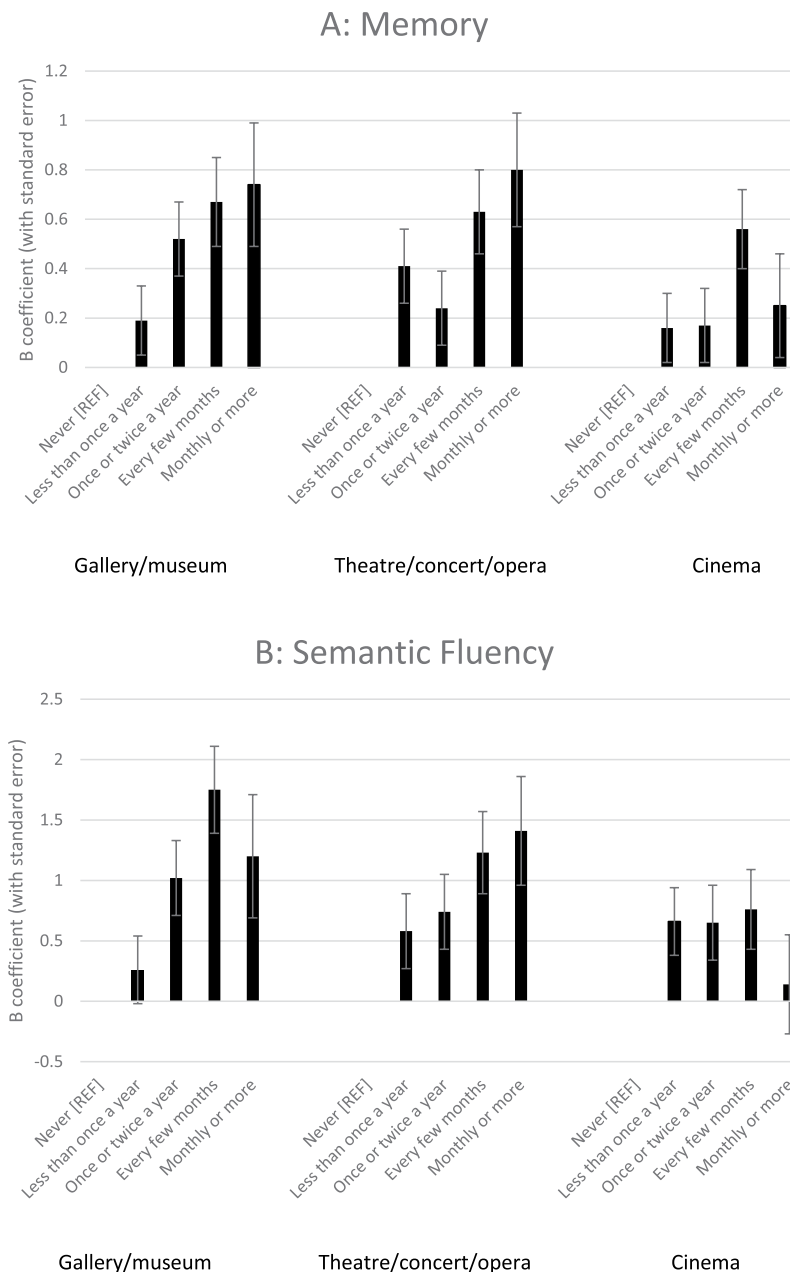 A: Memory
B coefficient (with standard error)
1.2
1
0.8
0.6
0.4
0.2
0
Never [REF]
Less than once a year
Once or twice a year
Every few months
Monthly or more
Never [REF]
Less than once a year
Once or twice a year
Every few months
Monthly or more
Never [REF]
Less than once a year
Once or twice a year
Every few months
Monthly or more
Gallery/museum
Theatre/concert/opera
Cinema
B: Semantic Fluency
B coefficient (with standard error)
2.5
2
1.5
1
0.5
0
-0.5
Never [REF]
Less than once a year
Once or twice a year
Every few months
Monthly or more
Never [REF]
Less than once a year
Once or twice a year
Every few months
Monthly or more
Never [REF]
Less than once a year
Once or twice a year
Every few months
Monthly or more
Gallery/museum
Theatre/concert/opera
Cinema